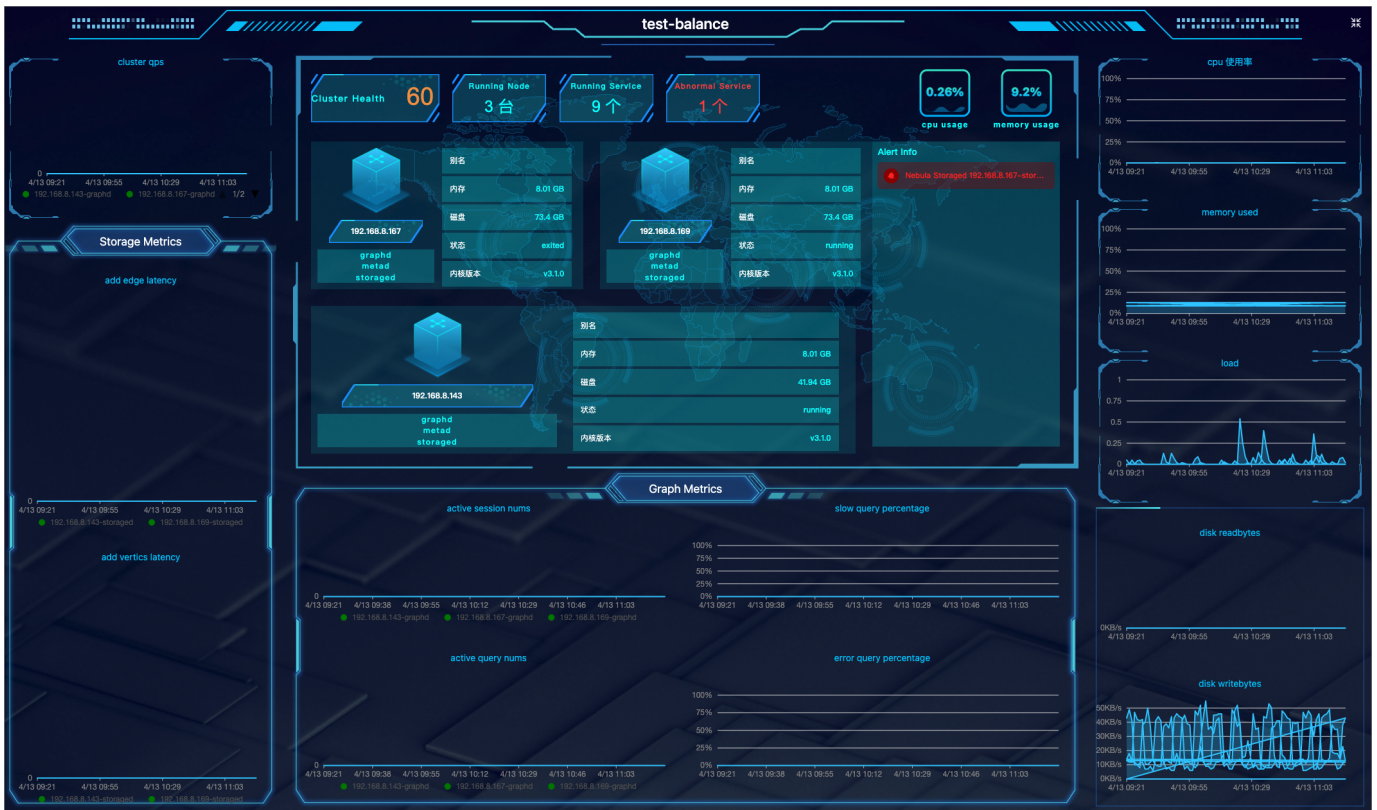 test-balance
cluster qps
0
4/13 09:21 4/13 09:55 4/13 10:29 4/13 11:03
192.168.8.143-graphd 192.168.8.167-graphd 1/2
Storage Metrics
add edge latency
0
4/13 09:21 4/13 09:55 4/13 10:29 4/13 11:03
192.168.8.143-storaged 192.168.8.169-storaged
add vertics latency
0
4/13 09:21 4/13 09:55 4/13 10:29 4/13 11:03
192.168.8.143-storaged 192.168.8.169-storaged
Cluster Health 60
Running Node
3 台
Running Service
9 个
Abnormal Service
1 个
0.26%
cpu usage
9.2%
memory usage
192.168.8.167
graphd
metad
storaged
别名
内存 8.01 GB
磁盘 73.4 GB
状态 exited
内核版本 v3.1.0
192.168.8.169
graphd
metad
storaged
别名
内存 8.01 GB
磁盘 73.4 GB
状态 running
内核版本 v3.1.0
192.168.8.143
graphd
metad
storaged
别名
内存 8.01 GB
磁盘 41.94 GB
状态 running
内核版本 v3.1.0
Alert Info
Nebula Storaged 192.168.8.167-stor...
Graph Metrics
active session nums
0
4/13 09:21 4/13 09:38 4/13 09:55 4/13 10:12 4/13 10:29 4/13 10:46 4/13 11:03
192.168.8.143-graphd 192.168.8.167-graphd 192.168.8.169-graphd
slow query percentage
100%
75%
50%
25%
0%
4/13 09:21 4/13 09:38 4/13 09:55 4/13 10:12 4/13 10:29 4/13 10:46 4/13 11:03
active query nums
0
4/13 09:21 4/13 09:38 4/13 09:55 4/13 10:12 4/13 10:29 4/13 10:46 4/13 11:03
192.168.8.143-graphd 192.168.8.167-graphd 192.168.8.169-graphd
error query percentage
100%
75%
50%
25%
0%
4/13 09:21 4/13 09:38 4/13 09:55 4/13 10:12 4/13 10:29 4/13 10:46 4/13 11:03
cpu 使用率
100%
75%
50%
0%
4/13 09:21 4/13 09:55 4/13 10:29 4/13 11:03
memory used
100%
75%
50%
25%
0%
4/13 09:21 4/13 09:55 4/13 10:29 4/13 11:03
load
1
0.75
0.5
0.25
0
4/13 09:21 4/13 09:55 4/13 10:29 4/13 11:03
disk readbytes
0KB/s
4/13 09:21 4/13 09:55 4/13 10:29 4/13 11:03
disk writebytes
50KB/s
40KB/s
30KB/s
20KB/s
10KB/s
0KB/s
4/13 09:21 4/13 09:55 4/13 10:29 4/13 11:03